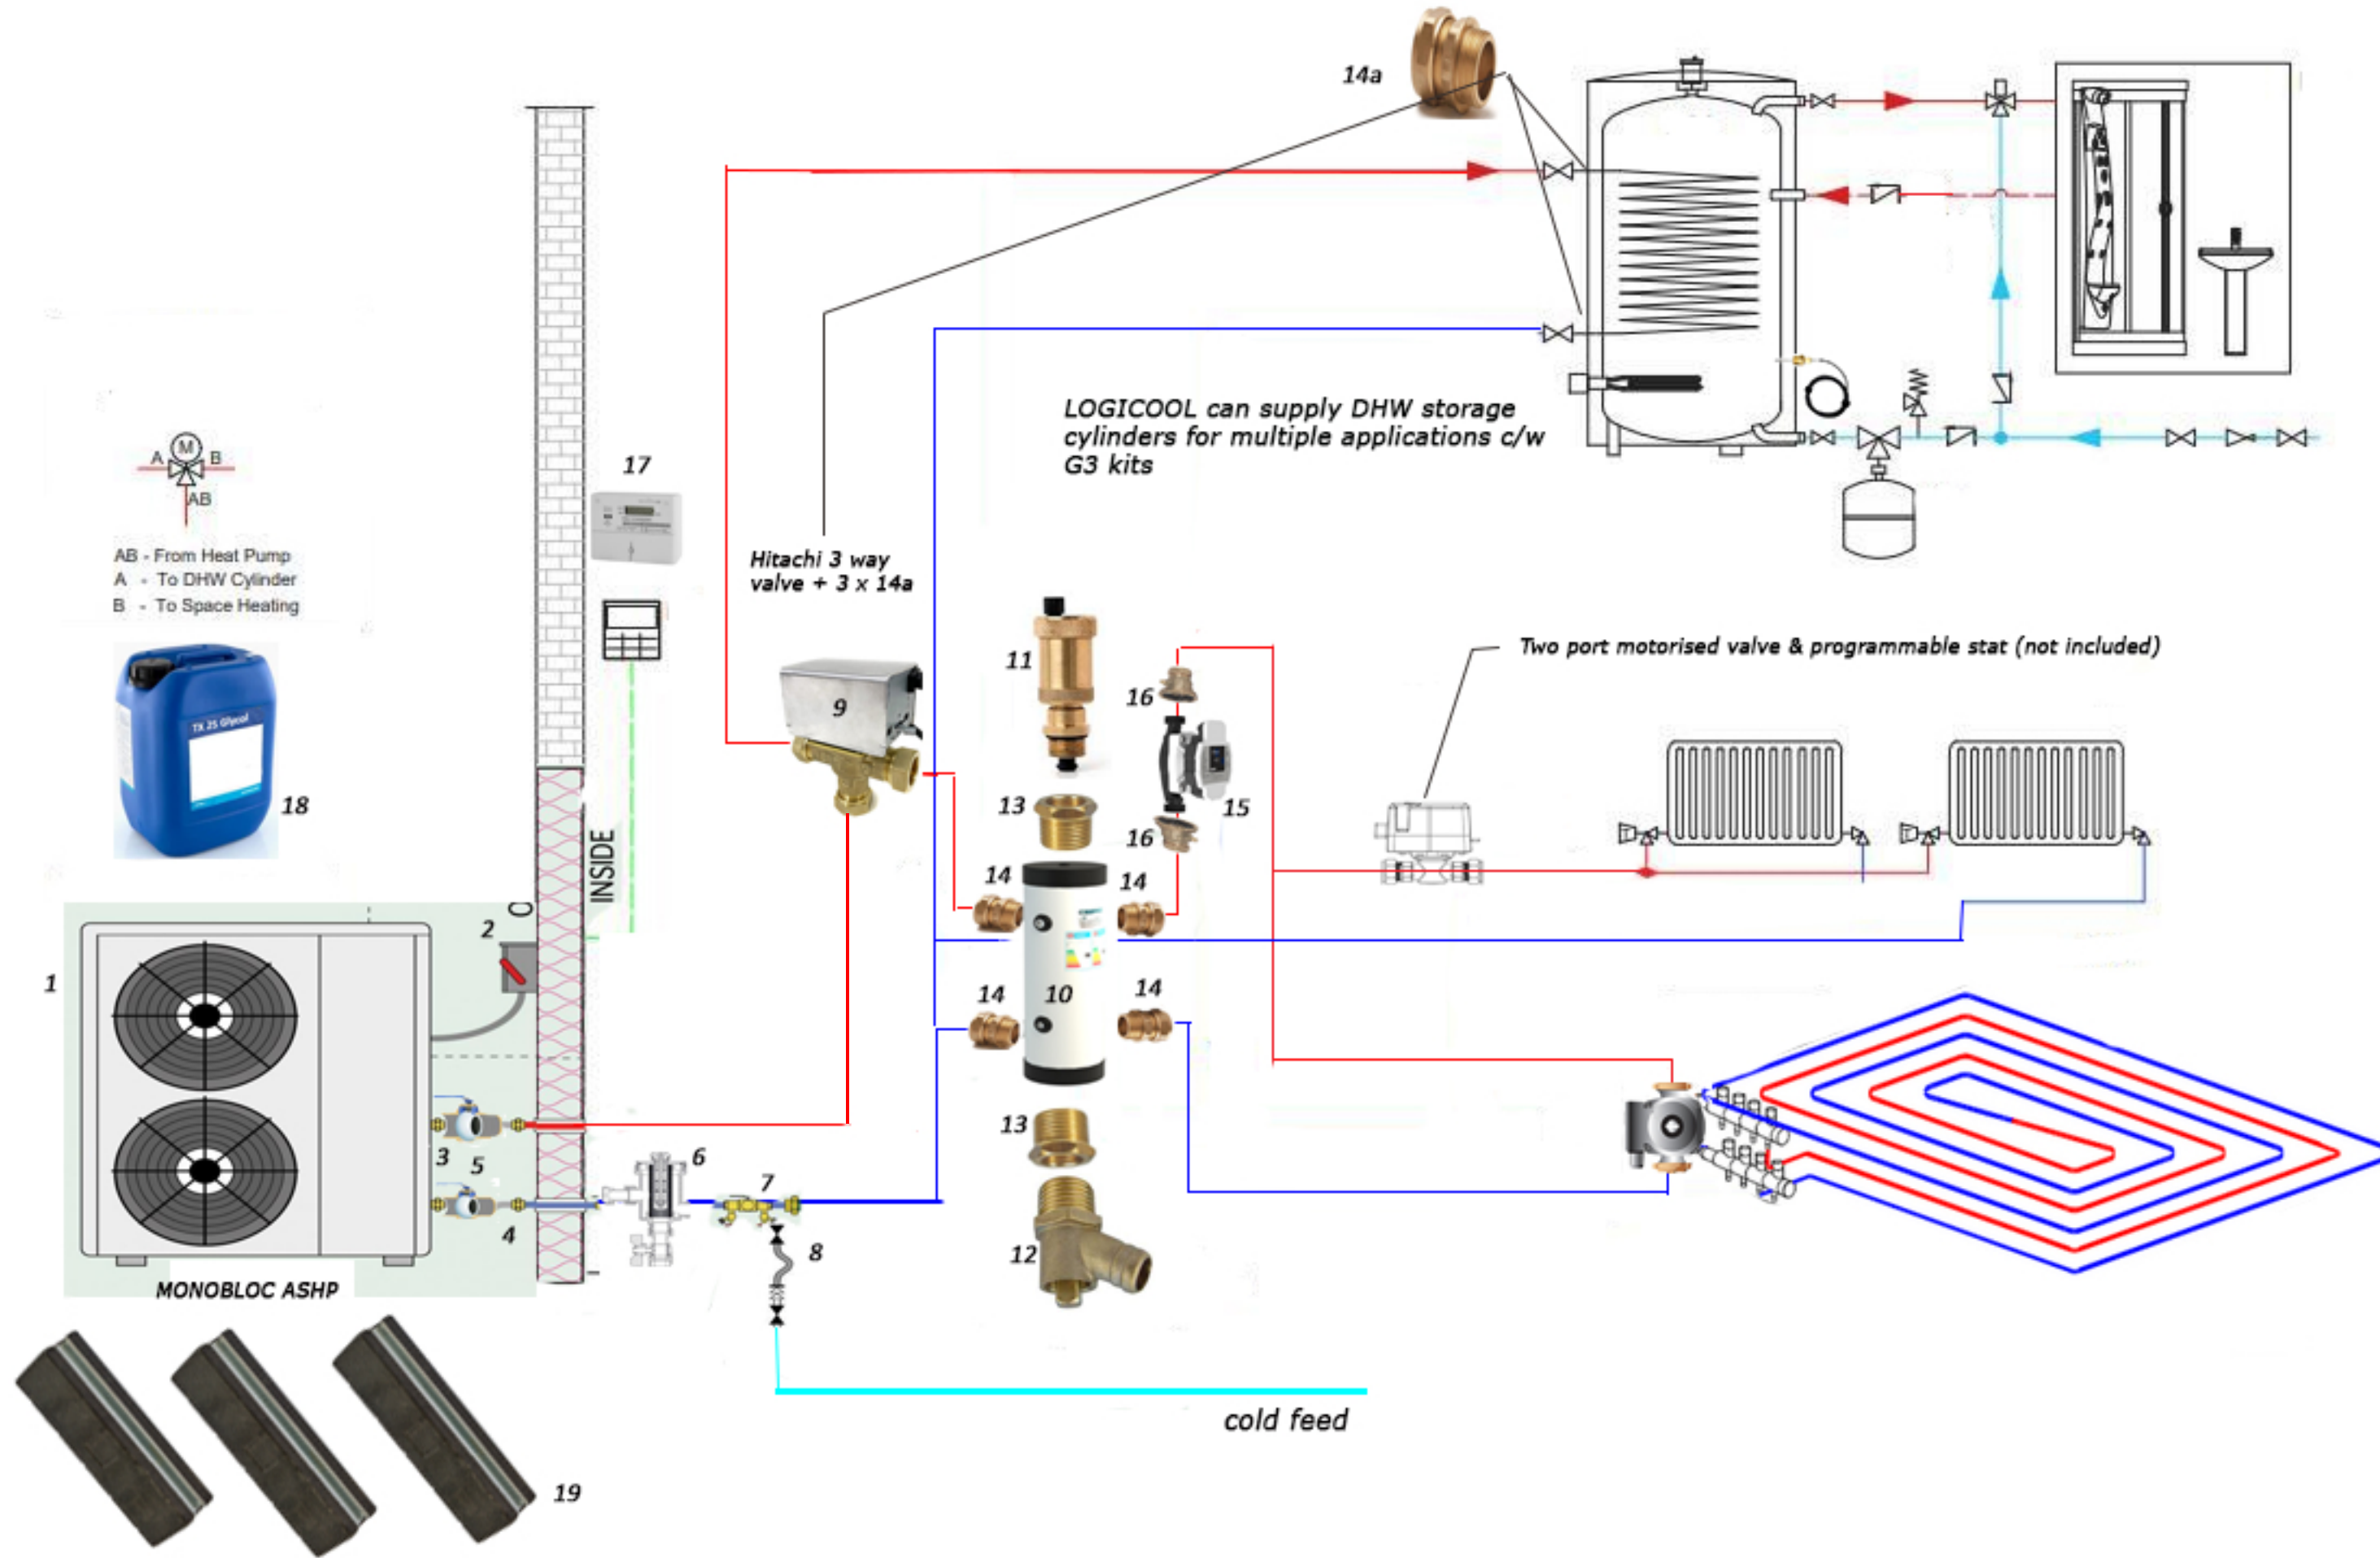 14a
LOGICOOL can supply DHW storage
cylinders for multiple applications c/w
G3 kits
17
M
A
B
AB
AB - From Heat Pump
A - To DHW Cylinder
B - To Space Heating
Hitachi 3 way
valve + 3 x 14a
TX 25 Glycol
18
INSIDE
9
11
13
16
15
16
Two port motorised valve & programmable stat (not included)
14
14
2
1
14
10
14
3
5
4
6
7
8
13
12
MONOBLOC ASHP
cold feed
19